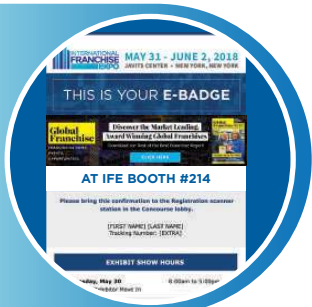 INTERNATIONAL
FRANCHISE
EXPO
MAY 31 - JUNE 2, 2018
JAVITS CENTER • NEW YORK, NEW YORK
THIS IS YOUR E-BADGE
Global
Franchise
Discover the Market Leading,
Award Winning Global Franchises
CLICK HERE
AT IFE BOOTH #214
Please bring this confirmation to the Registration scanner
station in the Concourse lobby.
[FIRST NAME] [LAST NAME]
Tracking Number: [EXTRA]
EXHIBIT SHOW HOURS
May 30
8:00am to 5:00pm
Move In